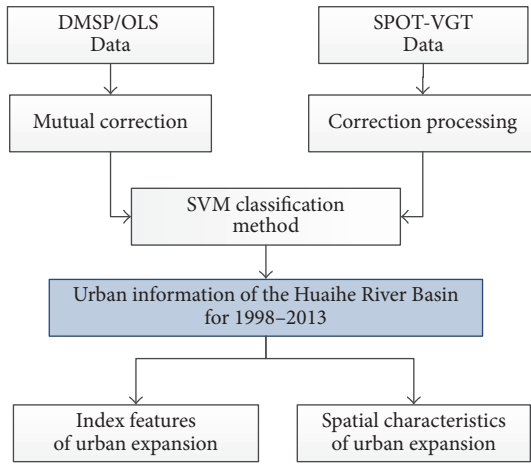 DMSP/OLS
Data
SPOT-VGT
Data
Mutual correction
Correction processing
SVM classification
method
Urban information of the Huaihe River Basin
for 1998–2013
Index features
of urban expansion
Spatial characteristics
of urban expansion